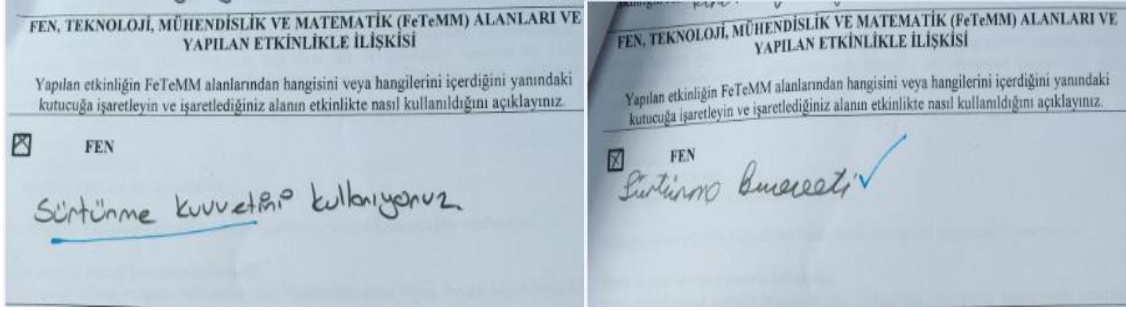 FEN, TEKNOLOJİ, MÜHENDİSLİK VE MATEMATİK (FeTeMM) ALANLARI VE
YAPILAN ETKİNLİKLE İLİŞKİSİ
Yapılan etkinliğin FeTeMM alanlarından hangisini veya hangilerini içerdiğini yanındaki
kutucuğa işaretleyin ve işaretlediğiniz alanın etkinlikte nasıl kullanıldığını açıklayınız.
FEN
Sürtünme kuvvetini kullanıyoruz.
FEN, TEKNOLOJİ, MÜHENDİSLİK VE MATEMATİK (FeTeMM) ALANLARI VE
YAPILAN ETKİNLİKLE İLİŞKİSİ
Yapılan etkinliğin FeTeMM alanlarından hangisini veya hangilerini içerdiğini yanındaki
kutucuğa işaretleyin ve işaretlediğiniz alanın etkinlikte nasıl kullanıldığını açıklayınız.
FEN
Sürtünme